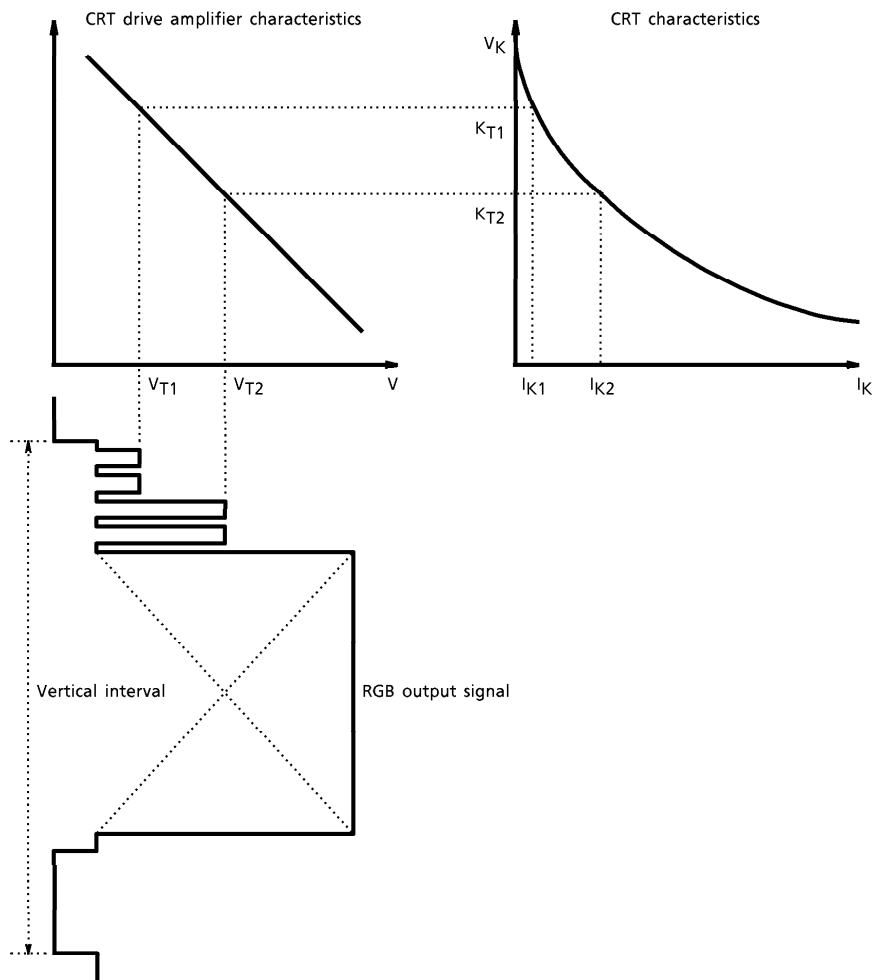 CRT drive amplifier characteristics
CRT characteristics
VK
KT1
KT2
VT1
VT2
V
IK1
IK2
IK
Vertical interval
RGB output signal